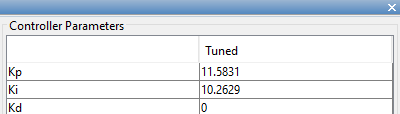 Controller Parameters
Tuned
Kp 11.5831
Ki 10.2629
Kd 0